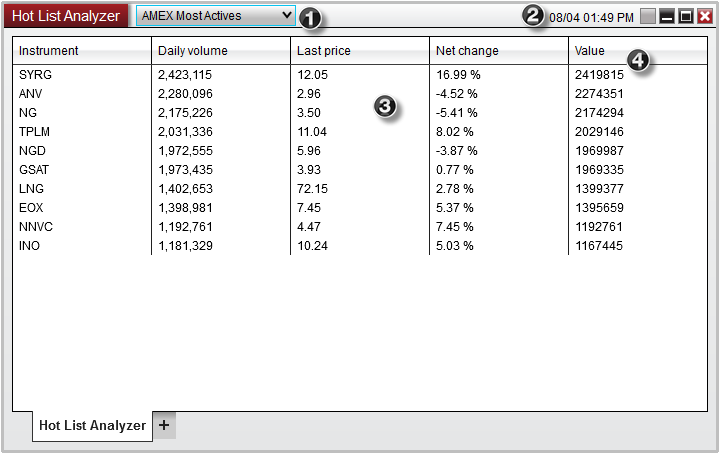 Hot List Analyzer AMEX Most Actives 1 2 08/04 01:49 PM
Instrument Daily volume Last price Net change Value
4
SYRG 2,423,115 12.05 16.99 % 2419815
ANV 2,280,096 2.96 -4.52 % 2274351
3
NG 2,175,226 3.50 -5.41 % 2174294
TPLM 2,031,336 11.04 8.02 % 2029146
NGD 1,972,555 5.96 -3.87 % 1969987
GSAT 1,973,435 3.93 0.77 % 1969335
LNG 1,402,653 72.15 2.78 % 1399377
EOX 1,398,981 7.45 5.37 % 1395659
NNVC 1,192,761 4.47 7.45 % 1192761
INO 1,181,329 10.24 5.03 % 1167445
Hot List Analyzer +